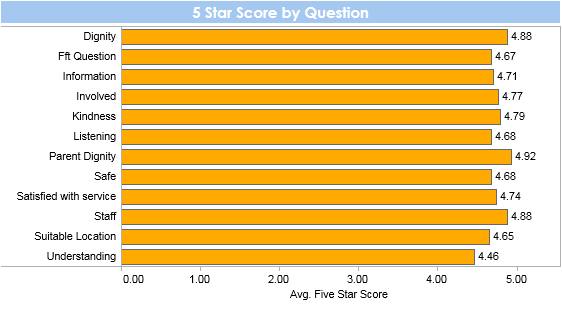 5 Star Score by Question
Dignity 4.88
Fft Question 4.67
Information 4.71
Involved 4.77
Kindness 4.79
Listening 4.68
Parent Dignity 4.92
Safe 4.68
Satisfied with service 4.74
Staff 4.88
Suitable Location 4.65
Understanding 4.46
0.00 1.00 2.00 3.00 4.00 5.00
Avg. Five Star Score